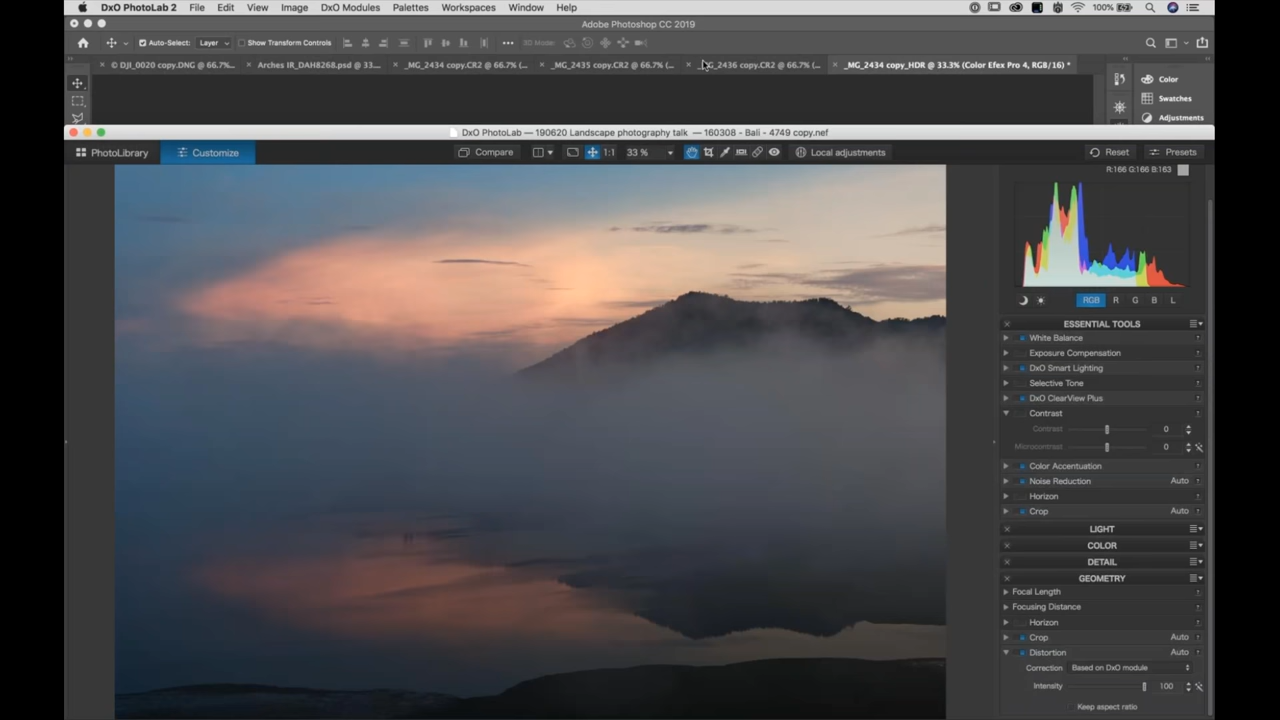 DxO PhotoLab 2 File Edit View Image DxO Modules Palettes Workspaces Window Help 100%
Adobe Photoshop CC 2019
Auto-Select: Layer Show Transform Controls 3D Mode:
© DJI_0020 copy.DNG @ 66.7%... Arches IR_DAH8268.psd @ 33.... _MG_2434 copy.CR2 @ 66.7% (... _MG_2435 copy.CR2 @ 66.7% (... _G_2436 copy.CR2 @ 66.7% (... _MG_2434 copy_HDR @ 33.3% (Color Efex Pro 4, RGB/16) *
Color
Swatches
Adjustments
DxO PhotoLab — 190620 Landscape photography talk — 160308 - Bali - 4749 copy.nef
PhotoLibrary Customize Compare 1:1 33 % Local adjustments Reset Presets
R:166 G:166 B:163
RGB R G B L
ESSENTIAL TOOLS
White Balance
Exposure Compensation
DxO Smart Lighting
Selective Tone
DxO ClearView Plus
Contrast
Contrast 0
Microcontrast 0
Color Accentuation
Noise Reduction Auto
Horizon
Crop Auto
LIGHT
COLOR
DETAIL
GEOMETRY
Focal Length
Focusing Distance
Horizon
Crop Auto
Distortion Auto
Correction Based on DxO module
Intensity 100
Keep aspect ratio